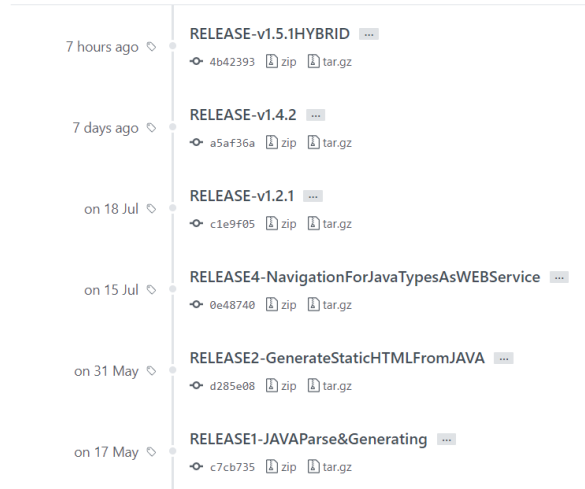 RELEASE-v1.5.1HYBRID ...
7 hours ago
4b42393 zip tar.gz
RELEASE-v1.4.2 ...
7 days ago
a5af36a zip tar.gz
RELEASE-v1.2.1 ...
on 18 Jul
c1e9f05 zip tar.gz
RELEASE4-NavigationForJavaTypesAsWEBService ...
on 15 Jul
0e48740 zip tar.gz
RELEASE2-GenerateStaticHTMLFromJAVA ...
on 31 May
d285e08 zip tar.gz
RELEASE1-JAVAParse&Generating ...
on 17 May
c7cb735 zip tar.gz